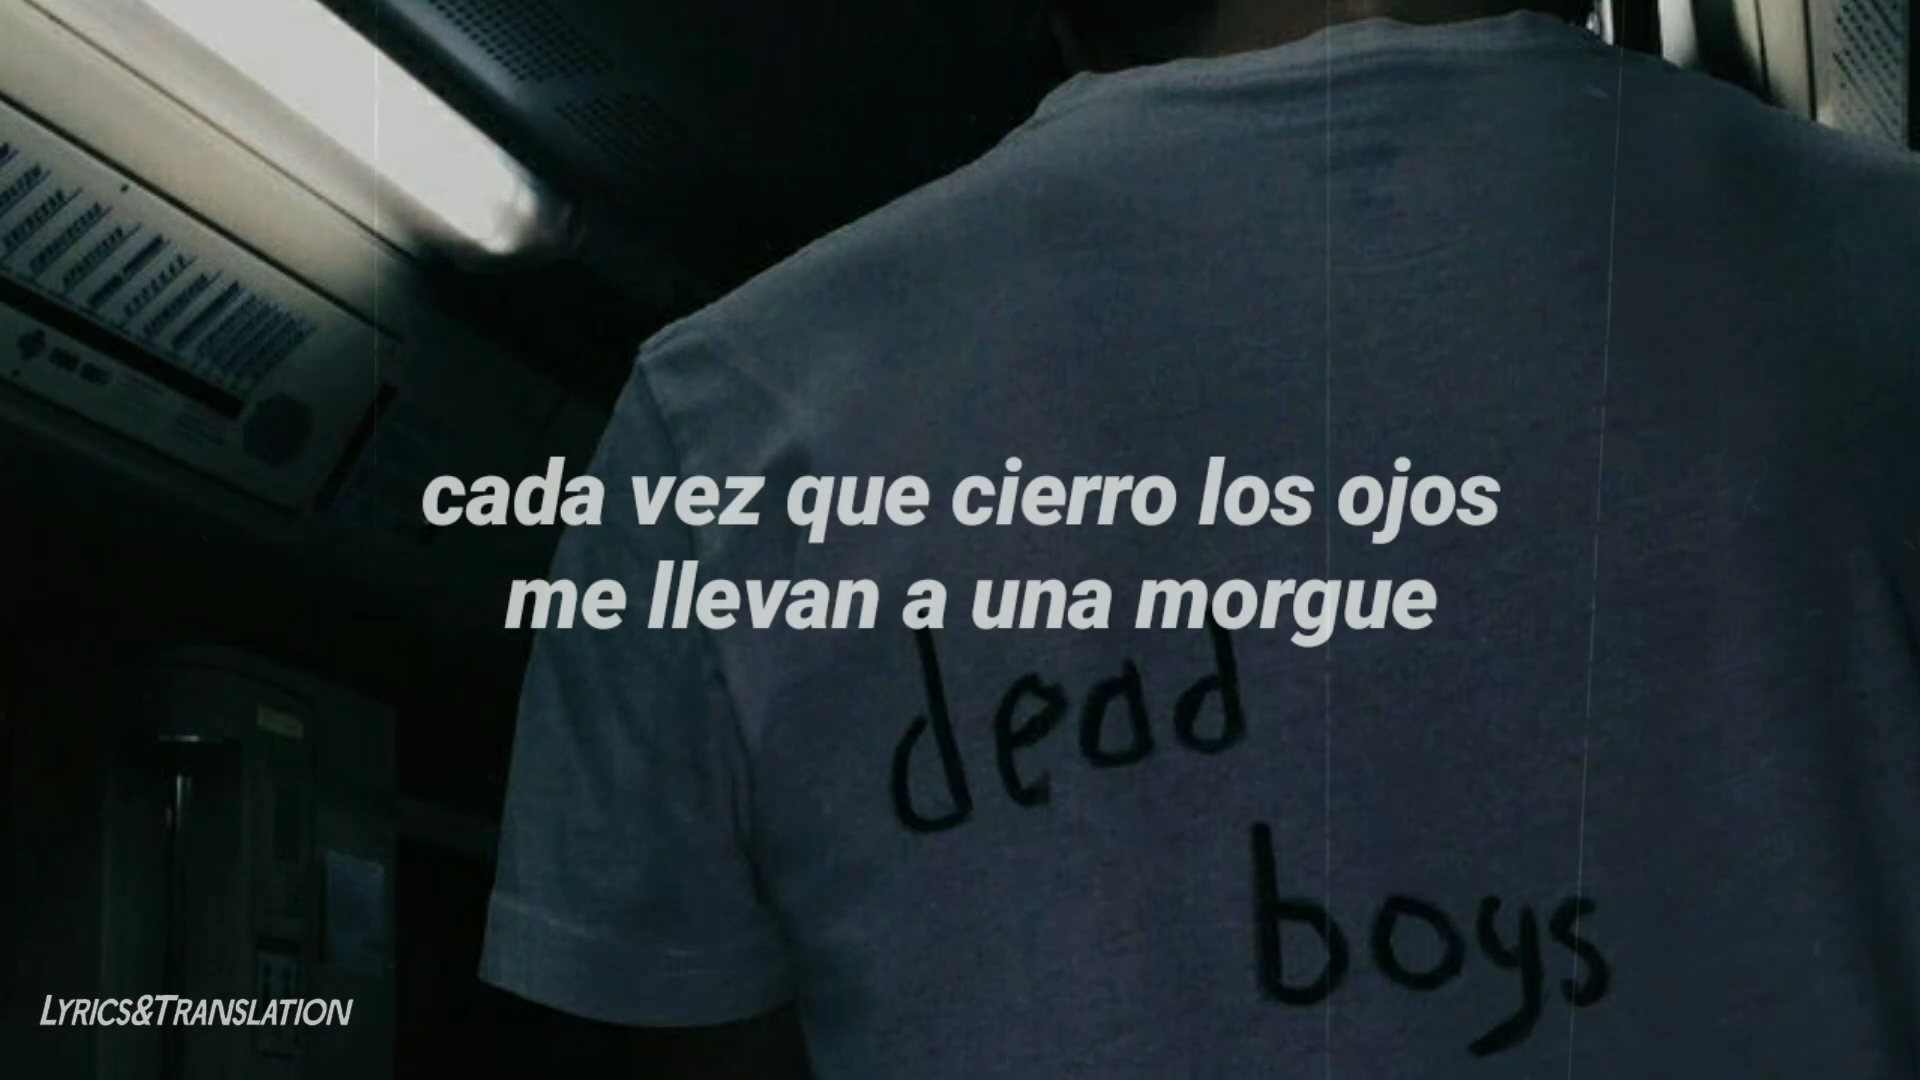 cada vez que cierro los ojos
me llevan a una morgue
dead
boys
LYRICS&TRANSLATION